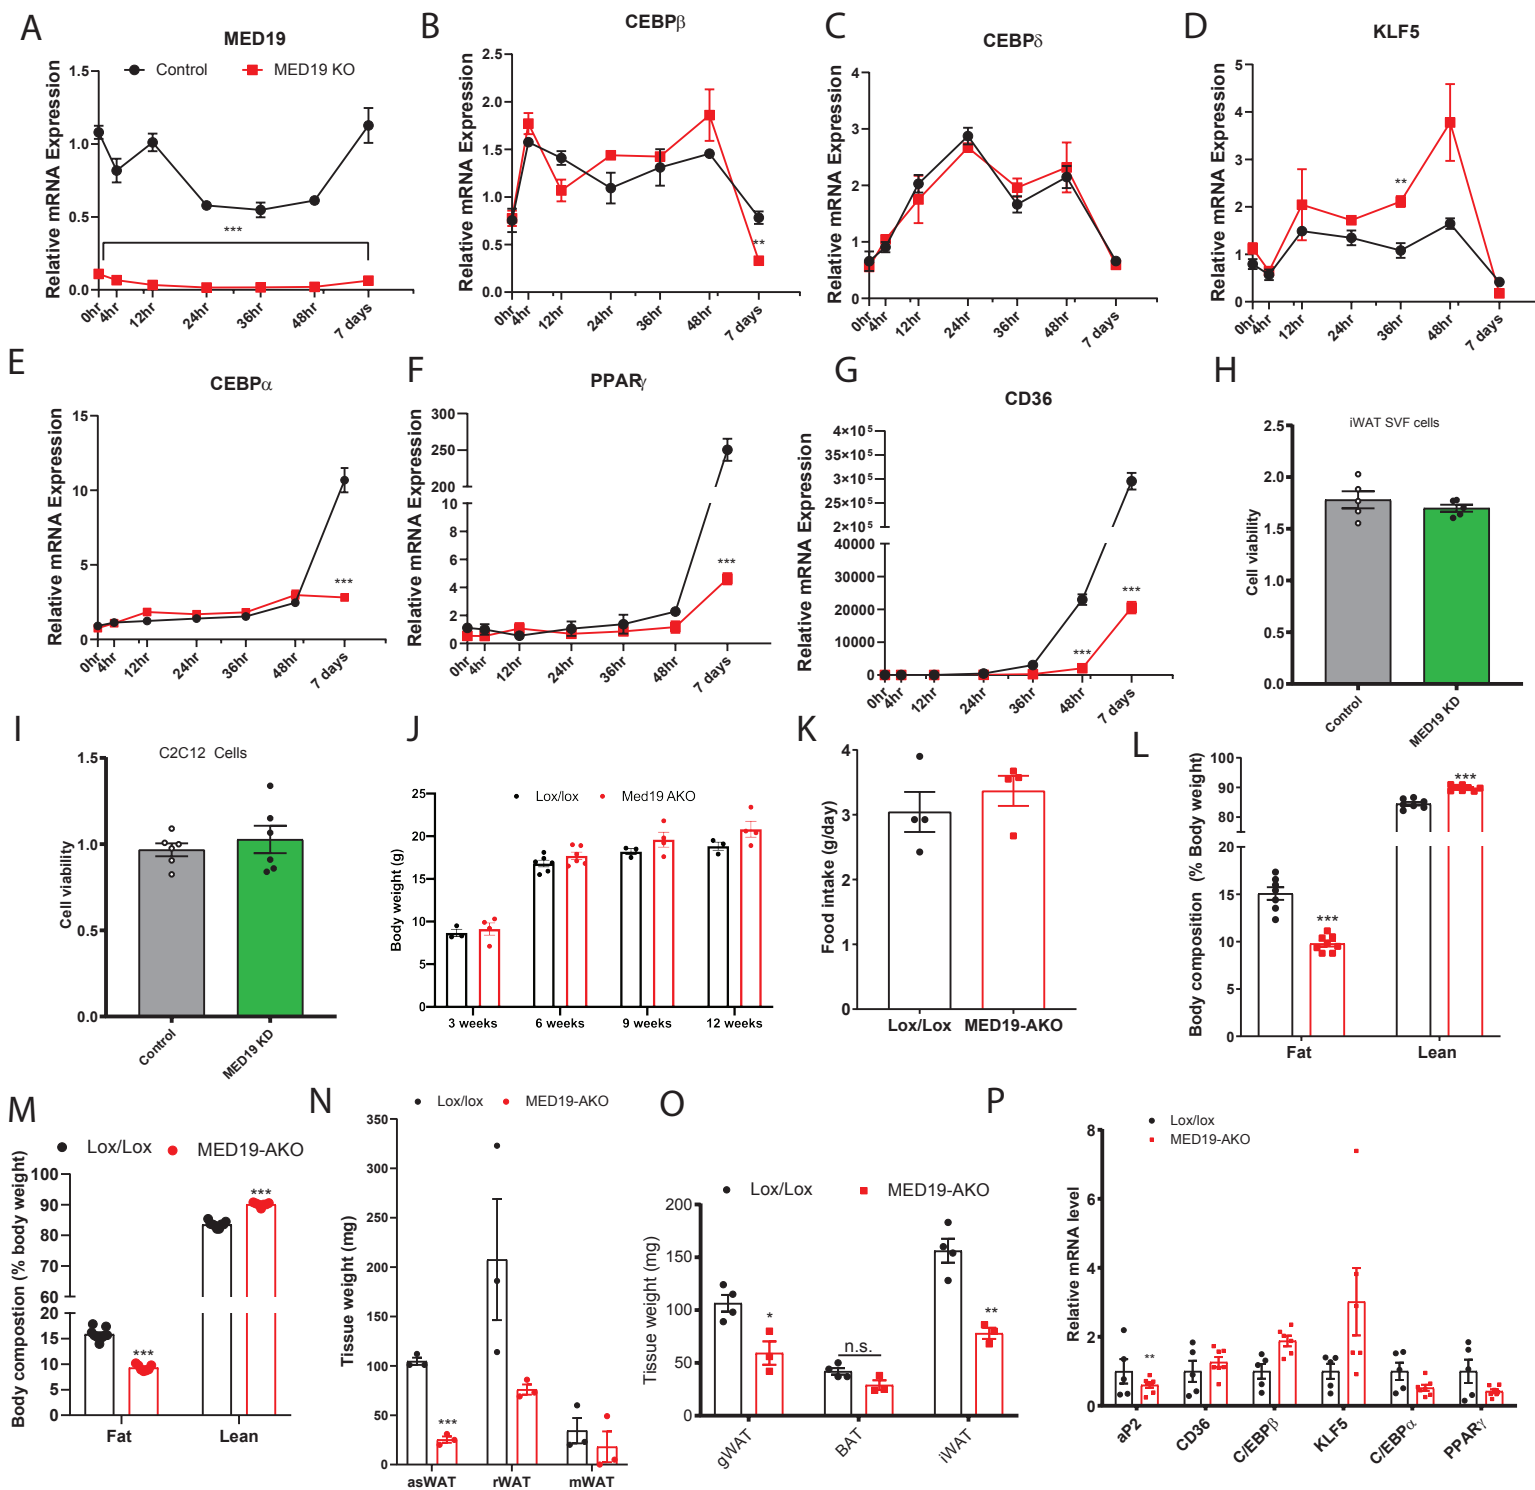 A
MED19
Control
MED19 KO
Relative mRNA Expression
1.5
1.0
0.5
0.0
***
0hr
4hr
12hr
24hr
36hr
48hr
7 days
B
CEBPβ
Relative mRNA Expression
2.5
2.0
1.5
1.0
0.5
0.0
**
0hr
4hr
12hr
24hr
36hr
48hr
7 days
C
CEBPδ
Relative mRNA Expression
4
3
2
1
0
0hr
4hr
12hr
24hr
36hr
48hr
7 days
D
KLF5
Relative mRNA Expression
5
4
3
2
1
0
**
0hr
4hr
12hr
24hr
36hr
48hr
7 days
E
CEBPα
Relative mRNA Expression
15
10
5
0
***
0hr
4hr
12hr
24hr
36hr
48hr
7 days
F
PPARγ
Relative mRNA Expression
300
250
200
10
8
6
4
2
0
***
0hr
4hr
12hr
24hr
36hr
48hr
7 days
G
CD36
Relative mRNA Expression
4×10⁵
4×10⁵
3×10⁵
3×10⁵
2×10⁵
2×10⁵
40000
30000
20000
10000
0
***
***
0hr
4hr
12hr
24hr
36hr
48hr
7 days
H
iWAT SVF cells
Cell viability
2.5
2.0
1.5
1.0
0.5
0.0
Control
MED19 KD
I
C2C12 Cells
Cell viability
1.5
1.0
0.5
0.0
Control
MED19 KD
J
Lox/lox
Med19 AKO
Body weight (g)
25
20
15
10
5
0
3 weeks
6 weeks
9 weeks
12 weeks
K
Food intake (g/day)
4
3
2
1
0
Lox/Lox
MED19-AKO
L
Body composition (% Body weight)
100
90
80
20
15
10
5
0
***
***
Fat
Lean
M
Lox/Lox
MED19-AKO
Body compostion (% body weight)
100
90
80
70
60
20
15
10
5
0
***
***
Fat
Lean
N
Lox/lox
MED19-AKO
Tissue weight (mg)
350
300
250
200
150
100
50
0
***
asWAT
rWAT
mWAT
O
Lox/Lox
MED19-AKO
Tissue weight (mg)
200
150
100
50
0
*
n.s.
**
gWAT
BAT
iWAT
P
Lox/lox
MED19-AKO
Relative mRNA level
8
6
4
2
0
**
aP2
CD36
C/EBPβ
KLF5
C/EBPα
PPARγ